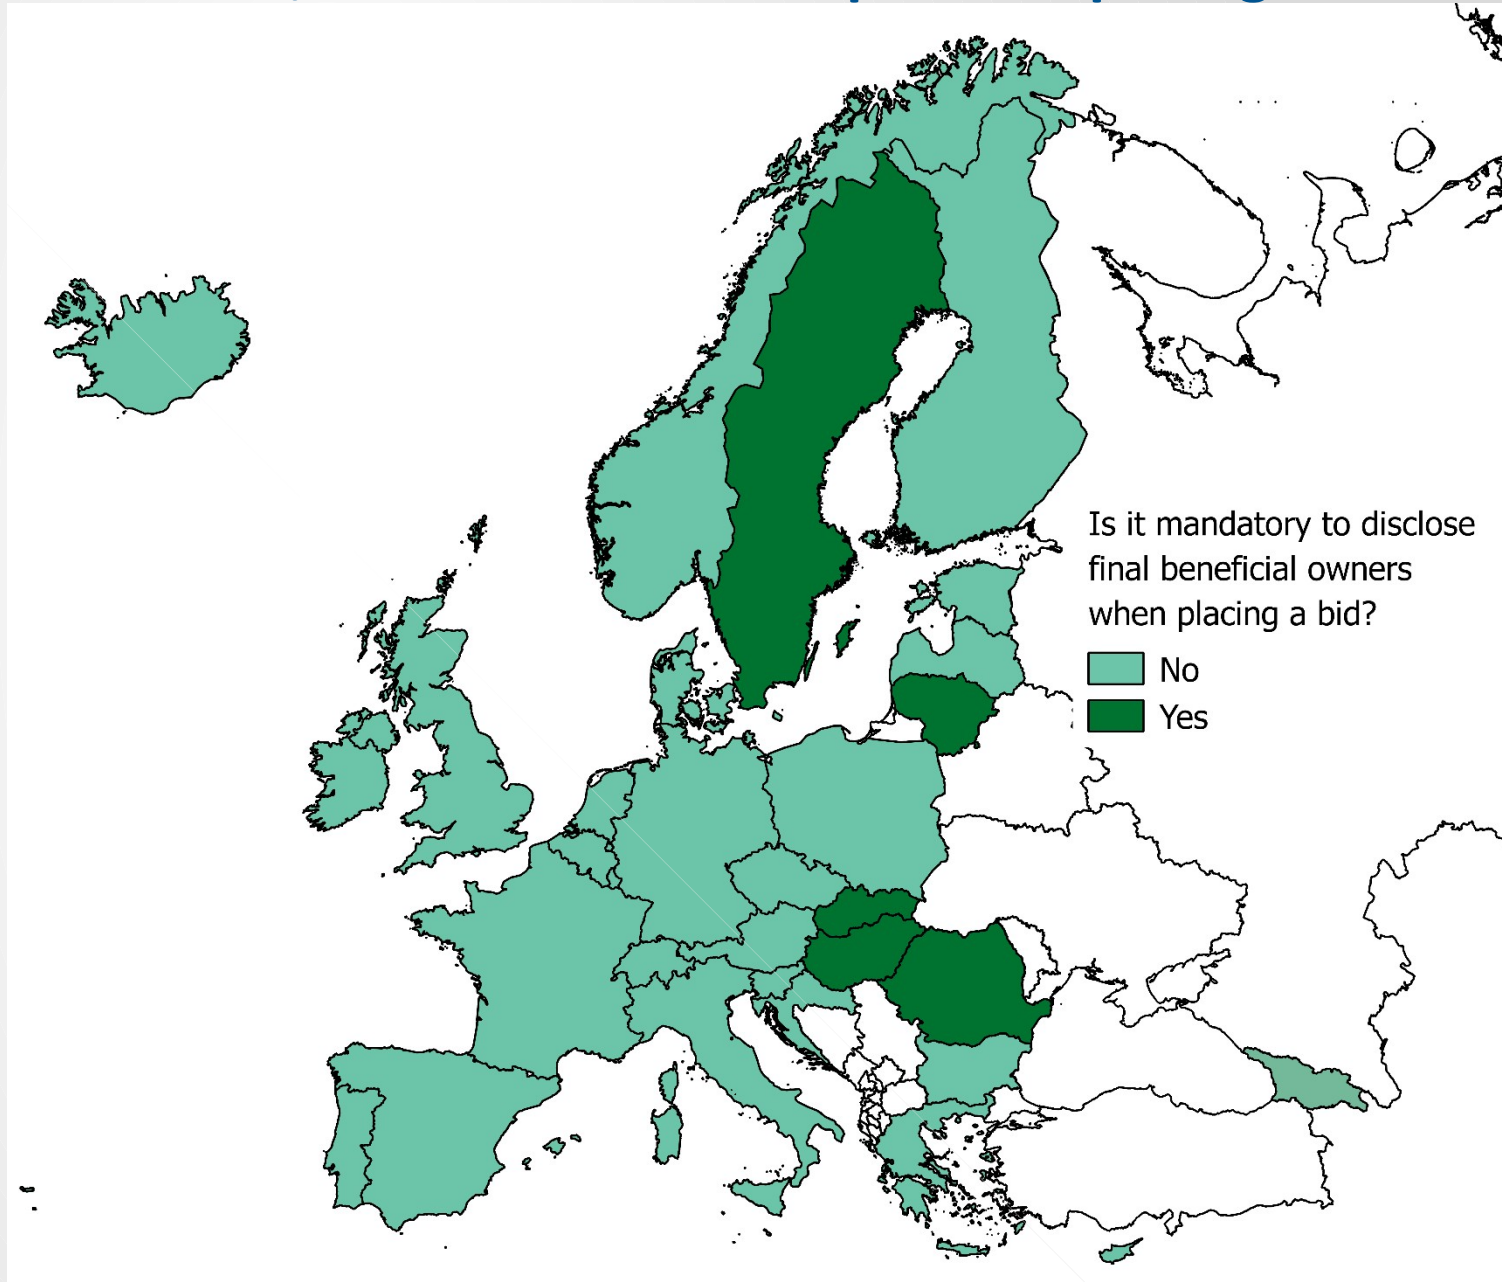 Is it mandatory to disclose
final beneficial owners
when placing a bid?
No
Yes